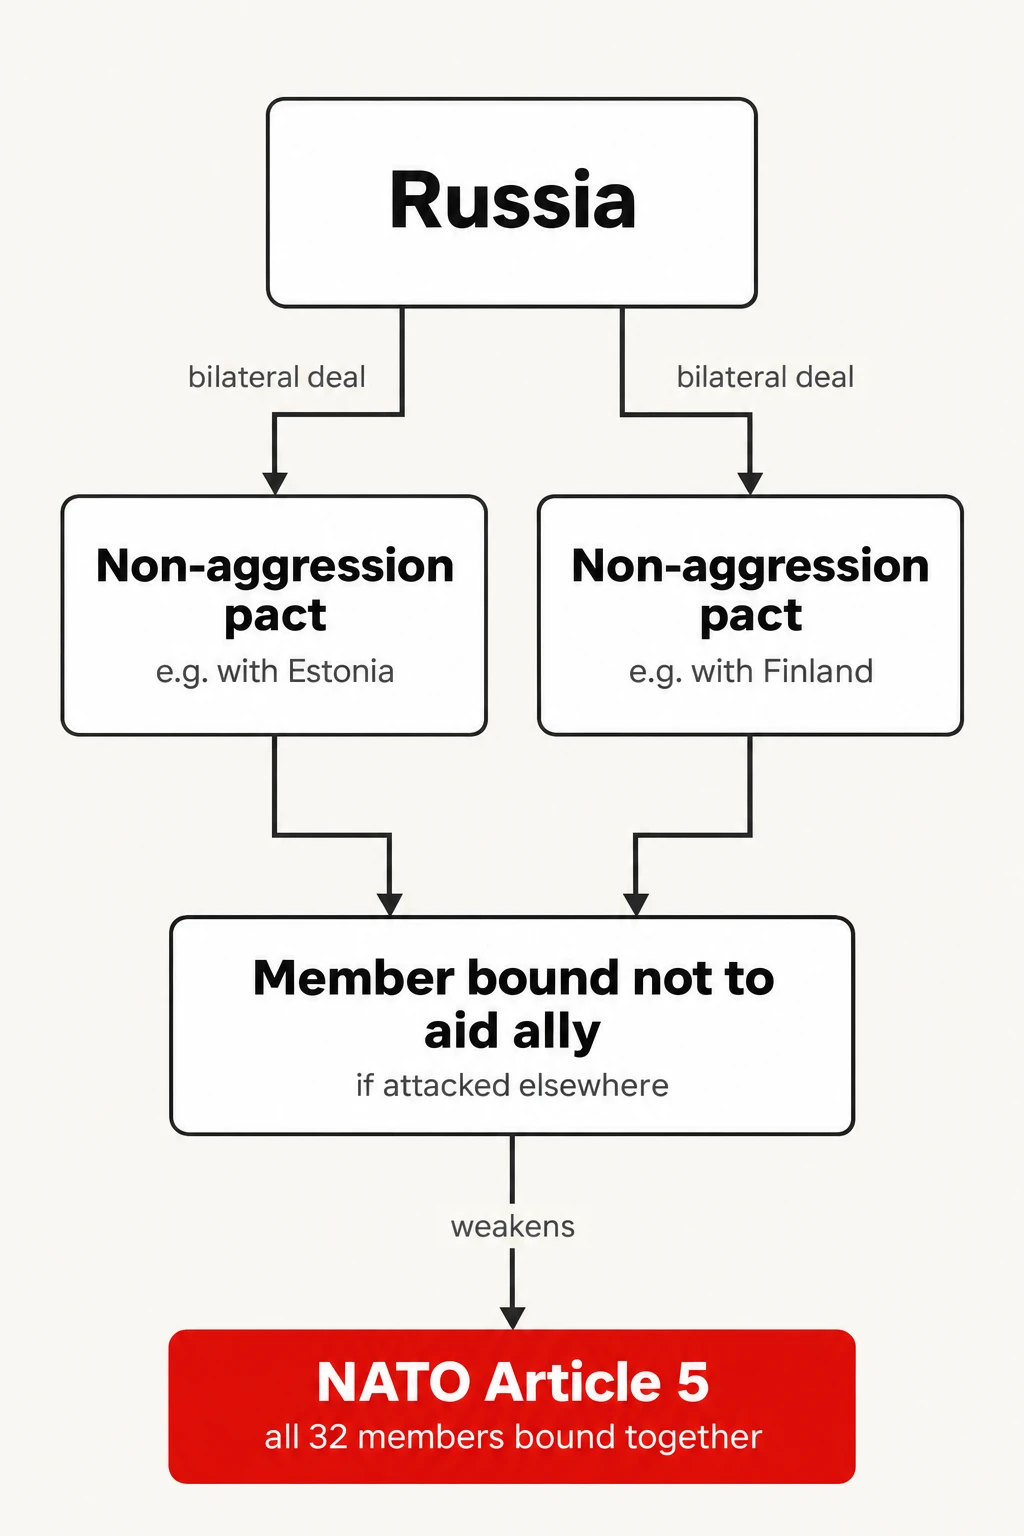 Russia
bilateral deal
bilateral deal
Non-aggression
pact
e.g. with Estonia
Non-aggression
pact
e.g. with Finland
Member bound not to
aid ally
if attacked elsewhere
weakens
NATO Article 5
all 32 members bound together